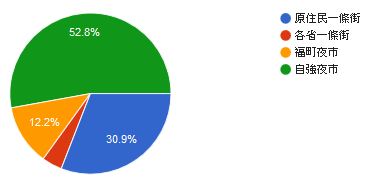 52.8%
12.2%
30.9%
原住民一條街
各省一條街
福町夜市
自強夜市